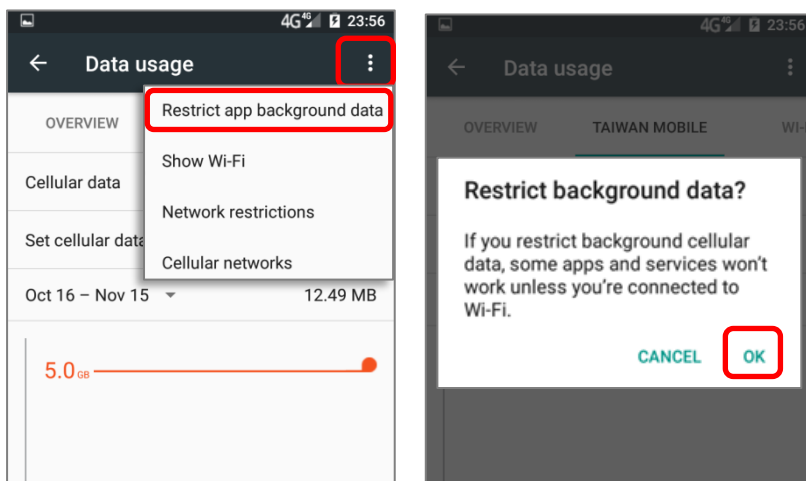 4G 4G 23:56
Data usage
OVERVIEW
Restrict app background data
Show Wi-Fi
Cellular data
Network restrictions
Set cellular data
Cellular networks
Oct 16 – Nov 15 12.49 MB
5.0 GB
4G 4G 23:56
Data usage
OVERVIEW TAIWAN MOBILE WI-
Restrict background data?
If you restrict background cellular
data, some apps and services won't
work unless you're connected to
Wi-Fi.
CANCEL OK